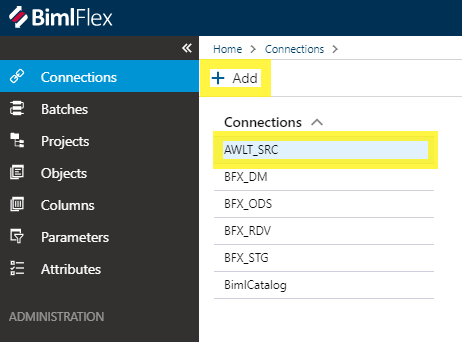 BimlFlex
Home > Connections >
Connections
+ Add
Batches
Projects
Objects
Columns
Parameters
Attributes
ADMINISTRATION
Connections
AWLT_SRC
BFX_DM
BFX_ODS
BFX_RDV
BFX_STG
BimlCatalog